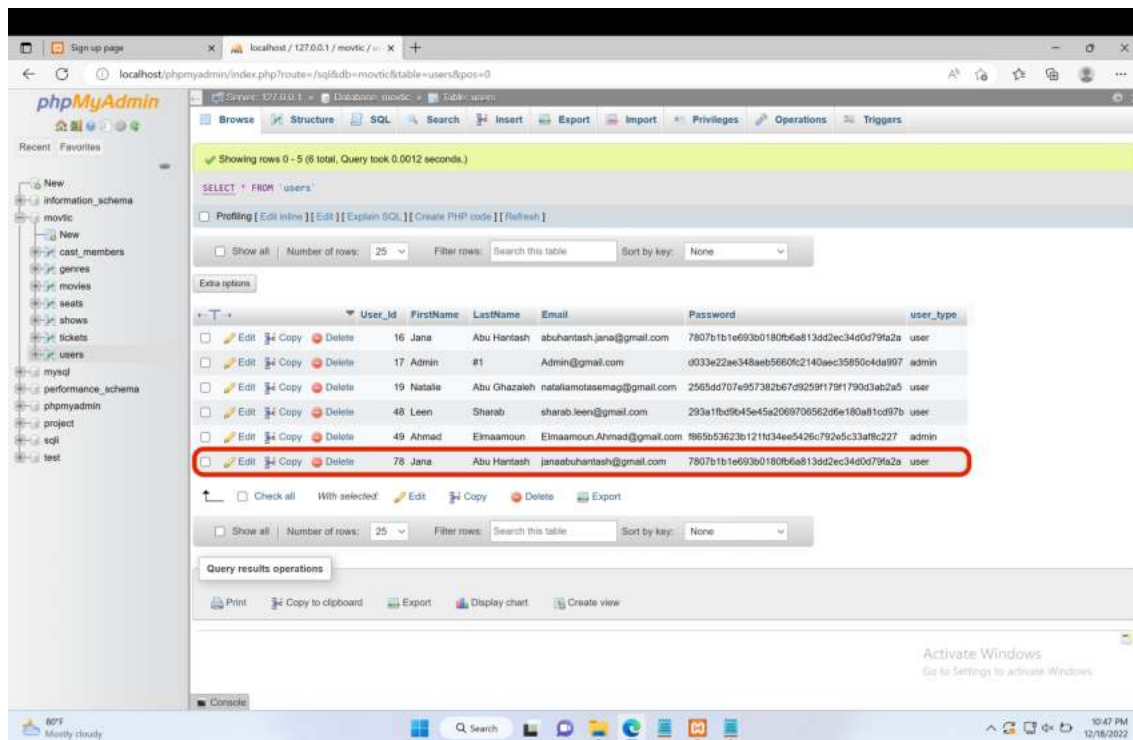 Sign up page
localhost / 127.0.0.1 / movtic / u
localhost/phpmyadmin/index.php?route=/sql&db=movtic&table=users&pos=0
phpMyAdmin
Server: 127.0.0.1 » Database: movtic » Table: users
Browse Structure SQL Search Insert Export Import Privileges Operations Triggers
Recent Favorites
New
information_schema
movtic
New
cast_members
genres
movies
seats
shows
tickets
users
mysql
performance_schema
phpmyadmin
project
sqli
test
Showing rows 0 - 5 (6 total, Query took 0.0012 seconds.)
SELECT * FROM `users`
Profiling [ Edit inline ] [ Edit ] [ Explain SQL ] [ Create PHP code ] [ Refresh ]
Show all Number of rows: 25 Filter rows: Search this table Sort by key: None
Extra options
User_Id FirstName LastName Email Password user_type
Edit Copy Delete 16 Jana Abu Hantash abuhantash.jana@gmail.com 7807b1b1e693b0180fb6a813dd2ec34d0d79fa2a user
Edit Copy Delete 17 Admin #1 Admin@gmail.com d033e22ae348aeb5660fc2140aec35850c4da997 admin
Edit Copy Delete 19 Natalie Abu Ghazaleh nataliamotasemag@gmail.com 2565dd707e957382b67d9259f179f1790d3ab2a5 user
Edit Copy Delete 48 Leen Sharab sharab.leen@gmail.com 293a1fbd9b45e45a2069706562d6e180a81cd97b user
Edit Copy Delete 49 Ahmad Elmaamoun Elmaamoun.Ahmad@gmail.com f865b53623b121fd34ee5426c792e5c33af8c227 admin
Edit Copy Delete 78 Jana Abu Hantash janaabuhantash@gmail.com 7807b1b1e693b0180fb6a813dd2ec34d0d79fa2a user
Check all With selected: Edit Copy Delete Export
Show all Number of rows: 25 Filter rows: Search this table Sort by key: None
Query results operations
Print Copy to clipboard Export Display chart Create view
Activate Windows
Go to Settings to activate Windows.
Console
80°F
Mostly cloudy
Search
10:47 PM
12/18/2022